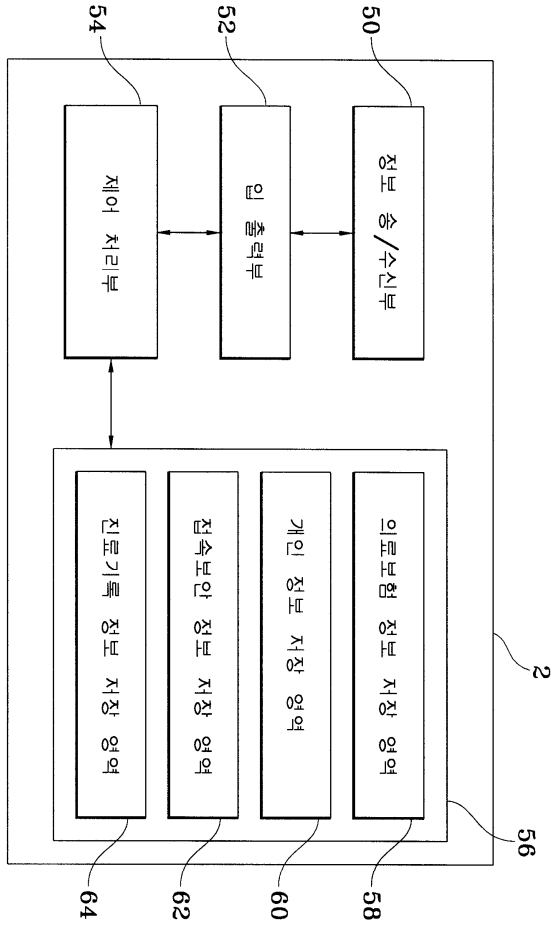 50
정보 송/수신부
52
입 출력부
54
제어 처리부
2
56
의료보험 정보 저장 영역
58
개인 정보 저장 영역
60
접속보안 정보 저장 영역
62
진료기록 정보 저장 영역
64